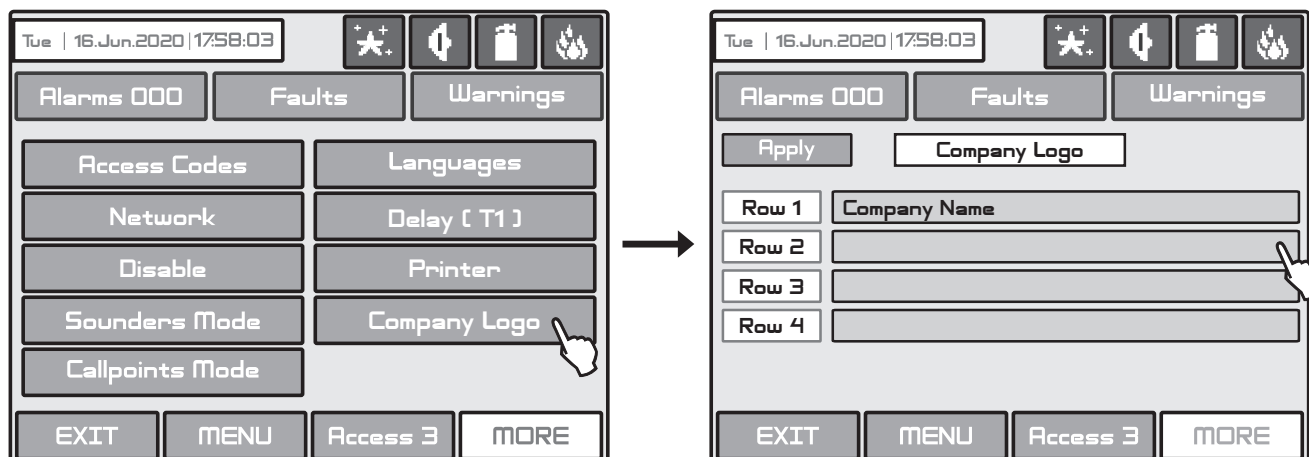 Tue | 16.Jun.2020 | 17:58:03
Alarms 000 Faults Warnings
Access Codes Languages
Network Delay ( T1 )
Disable Printer
Sounders Mode Company Logo
Callpoints Mode
EXIT MENU Access 3 MORE
Tue | 16.Jun.2020 | 17:58:03
Alarms 000 Faults Warnings
Apply Company Logo
Row 1 Company Name
Row 2
Row 3
Row 4
EXIT MENU Access 3 MORE